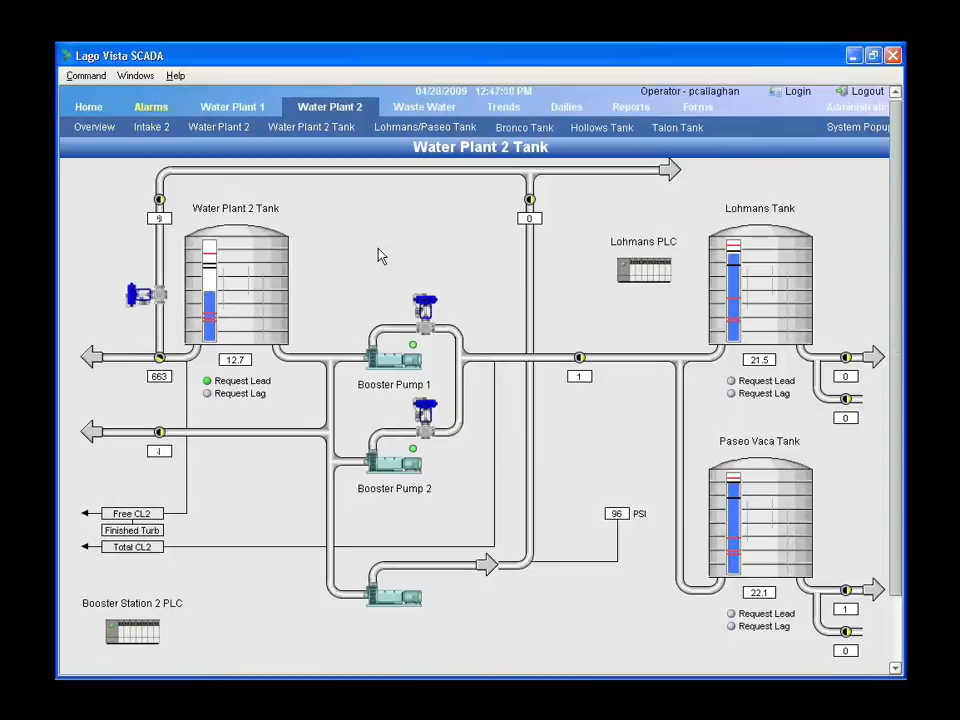 Lago Vista SCADA
Command Windows Help
04/28/2009 12:47:00 PM Operator - pcallaghan Login Logout
Home Alarms Water Plant 1 Water Plant 2 Waste Water Trends Dailies Reports Forms
Overview Intake 2 Water Plant 2 Water Plant 2 Tank Lohmans/Paseo Tank Bronco Tank Hollows Tank Talon Tank System Popup
Water Plant 2 Tank
Water Plant 2 Tank
Lohmans Tank
0
Lohmans PLC
12.7
21.5
663
1
0
Request Lead
Request Lag
Booster Pump 1
Request Lead
Request Lag
0
Paseo Vaca Tank
Booster Pump 2
Free CL2
96 PSI
Finished Turb
Total CL2
22.1
Booster Station 2 PLC
1
Request Lead
Request Lag
0